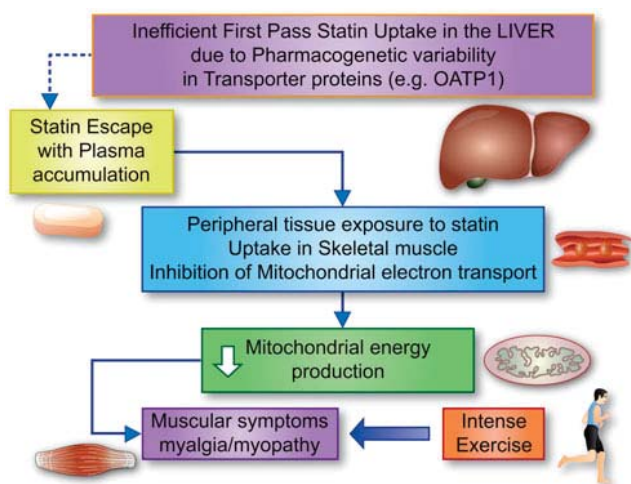 Inefficient First Pass Statin Uptake in the LIVER
due to Pharmacogenetic variability
in Transporter proteins (e.g. OATP1)
Statin Escape
with Plasma
accumulation
Peripheral tissue exposure to statin
Uptake in Skeletal muscle
Inhibition of Mitochondrial electron transport
Mitochondrial energy
production
Muscular symptoms
myalgia/myopathy
Intense
Exercise